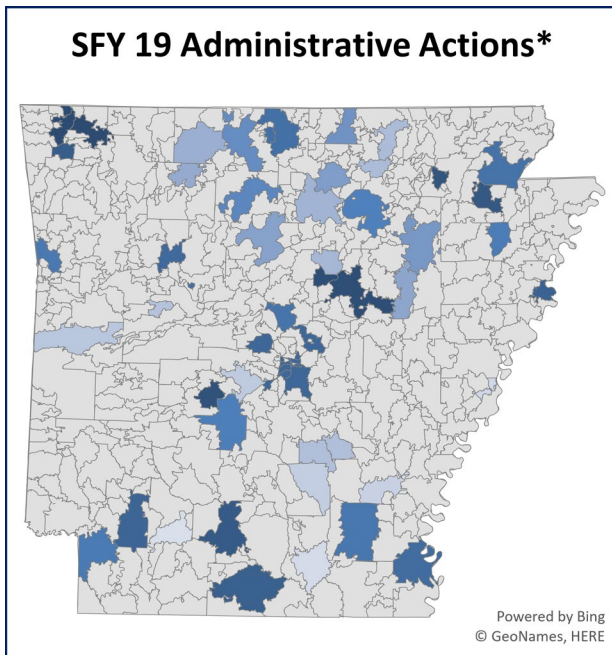 SFY 19 Administrative Actions*
Powered by Bing
© GeoNames, HERE